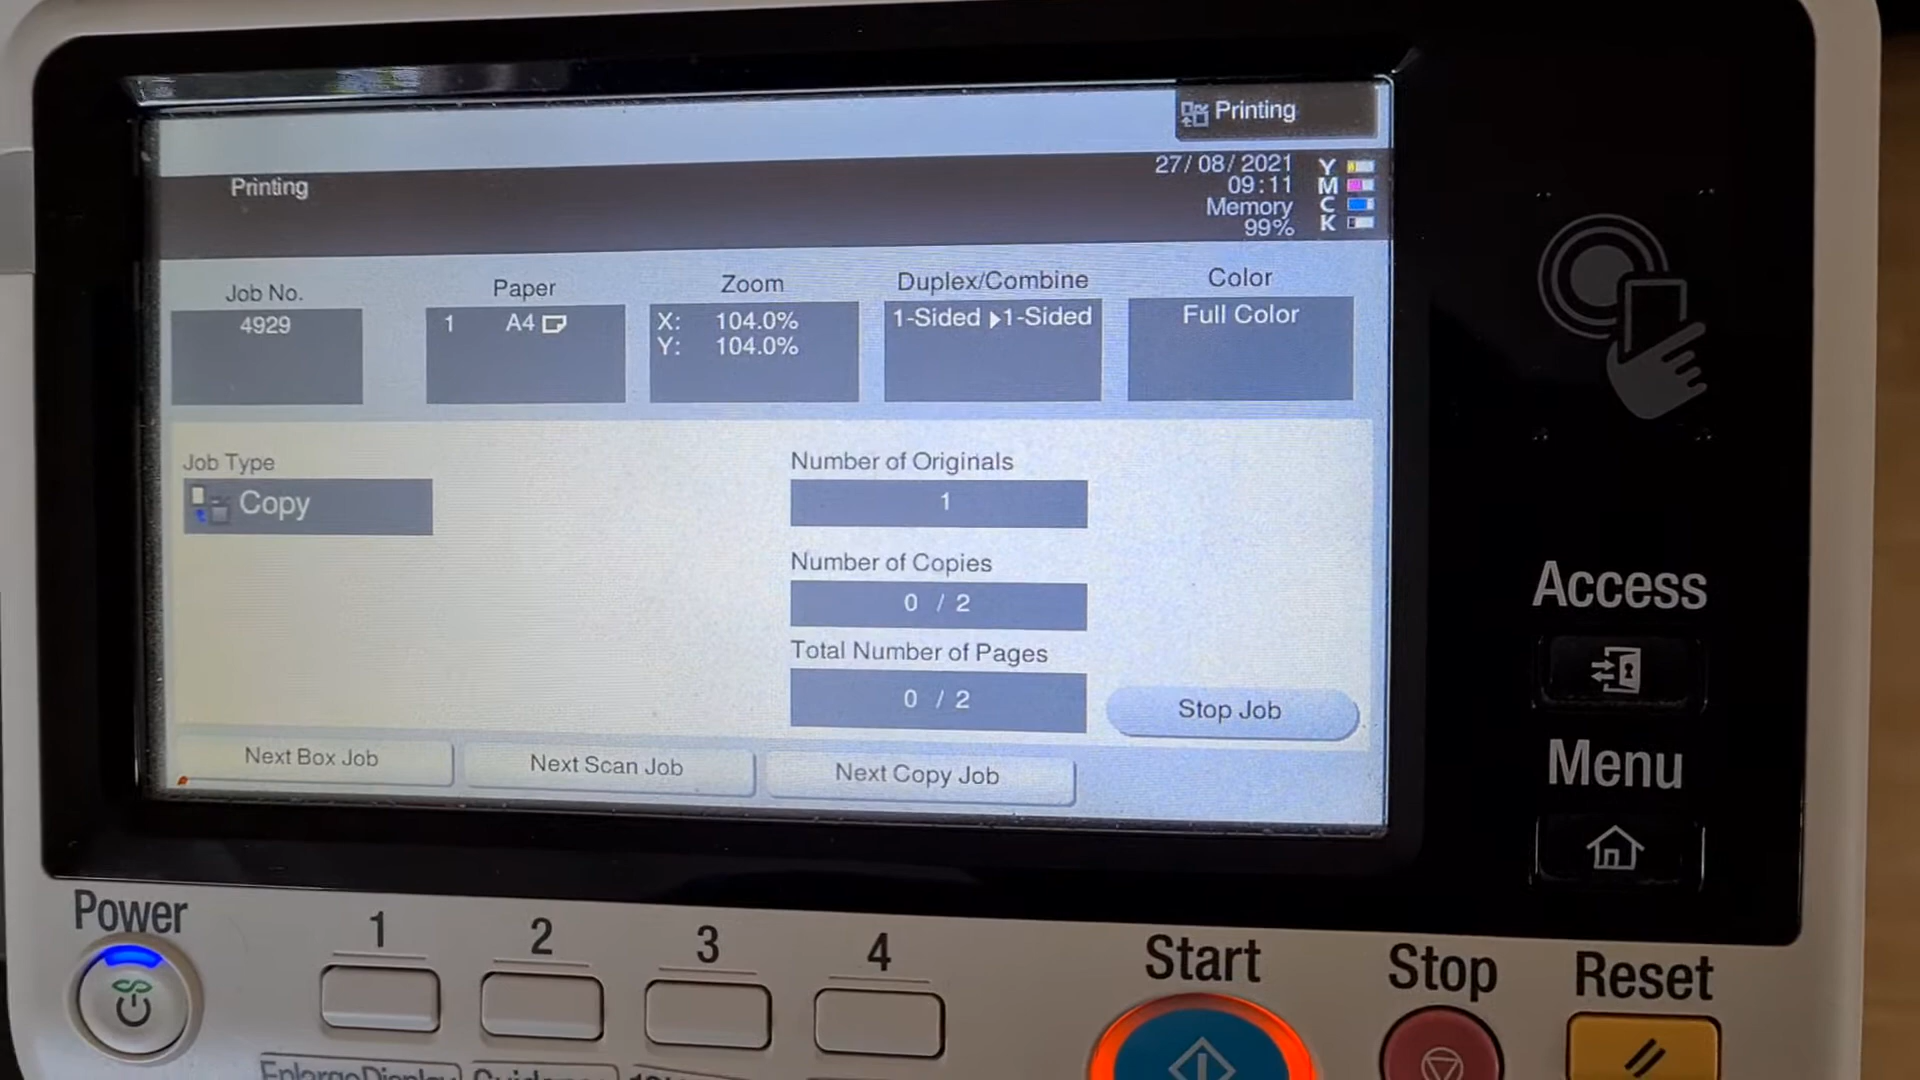 Printing
Printing
27/08/2021
09:11
Memory
99%
Y
M
C
K
Job No.
4929
Paper
1 A4
Zoom
X: 104.0%
Y: 104.0%
Duplex/Combine
1-Sided ▶1-Sided
Color
Full Color
Job Type
Copy
Number of Originals
1
Number of Copies
0 / 2
Total Number of Pages
0 / 2
Stop Job
Next Box Job
Next Scan Job
Next Copy Job
Access
Menu
Power
1
2
3
4
Start
Stop
Reset
Enlarge Display